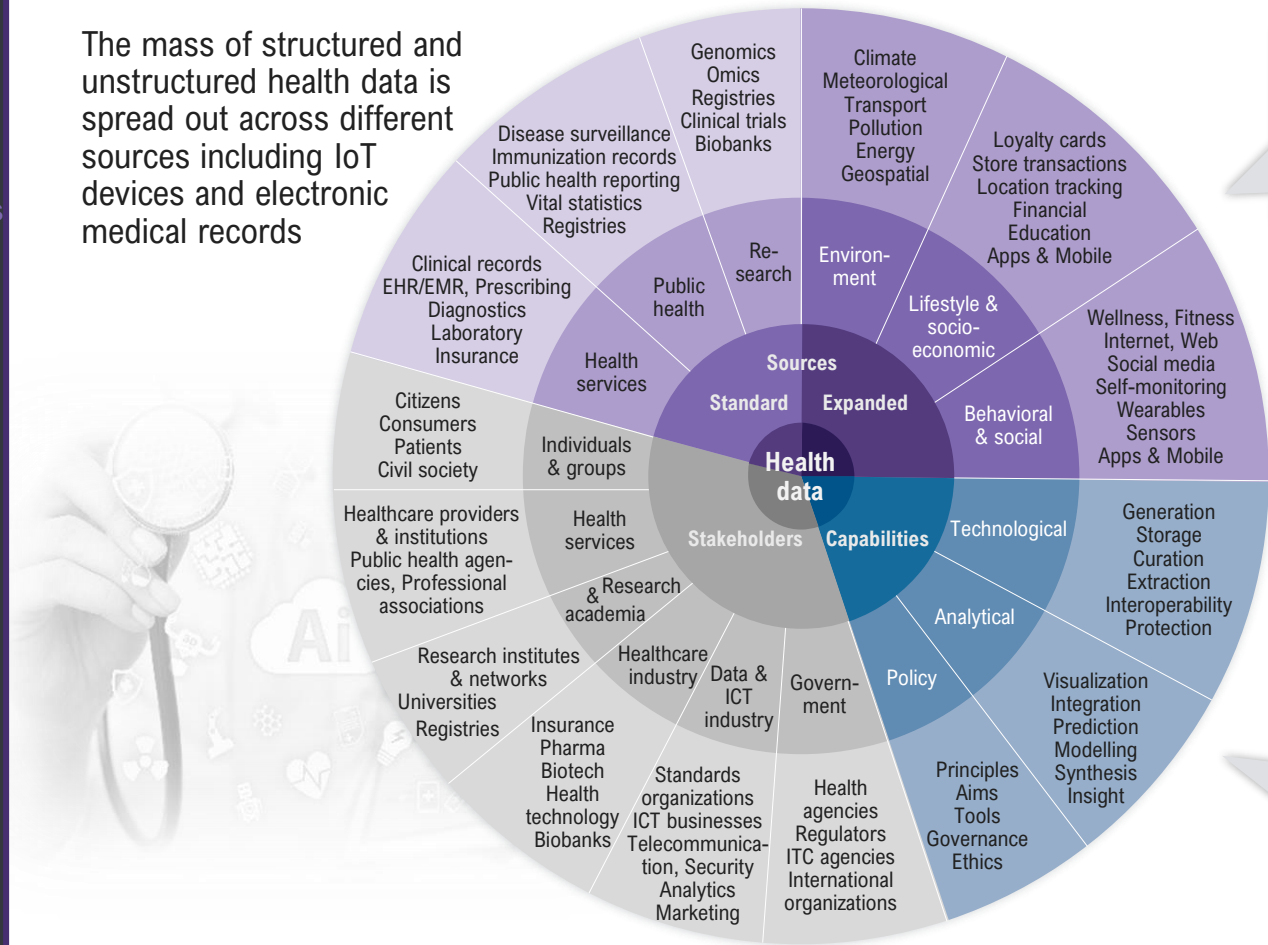 The mass of structured and
unstructured health data is
spread out across different
sources including IoT
devices and electronic
medical records
Genomics
Omics
Registries
Clinical trials
Biobanks
Climate
Meteorological
Transport
Pollution
Energy
Geospatial
Disease surveillance
Immunization records
Public health reporting
Vital statistics
Registries
Loyalty cards
Store transactions
Location tracking
Financial
Education
Apps & Mobile
Clinical records
EHR/EMR, Prescribing
Diagnostics
Laboratory
Insurance
Wellness, Fitness
Internet, Web
Social media
Self-monitoring
Wearables
Sensors
Apps & Mobile
Health
services
Public
health
Re-
search
Environ-
ment
Lifestyle &
socio-
economic
Behavioral
& social
Sources
Standard
Expanded
Health
data
Stakeholders
Capabilities
Citizens
Consumers
Patients
Civil society
Individuals
& groups
Healthcare providers
& institutions
Public health agen-
cies, Professional
associations
Health
services
Research institutes
& networks
Universities
Registries
Research
&
academia
Insurance
Pharma
Biotech
Health
technology
Biobanks
Healthcare
industry
Standards
organizations
ICT businesses
Telecommunica-
tion, Security
Analytics
Marketing
Data &
ICT
industry
Health
agencies
Regulators
ITC agencies
International
organizations
Govern-
ment
Technological
Generation
Storage
Curation
Extraction
Interoperability
Protection
Analytical
Visualization
Integration
Prediction
Modelling
Synthesis
Insight
Policy
Principles
Aims
Tools
Governance
Ethics
Ai